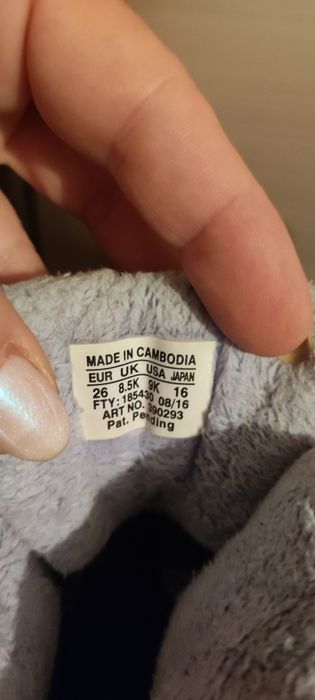 MADE IN CAMBODIA
EUR UK USA JAPAN
26 8.5K 9K 16
FTY: 185430 08/16
ART NO. 390293
Pat. Pending